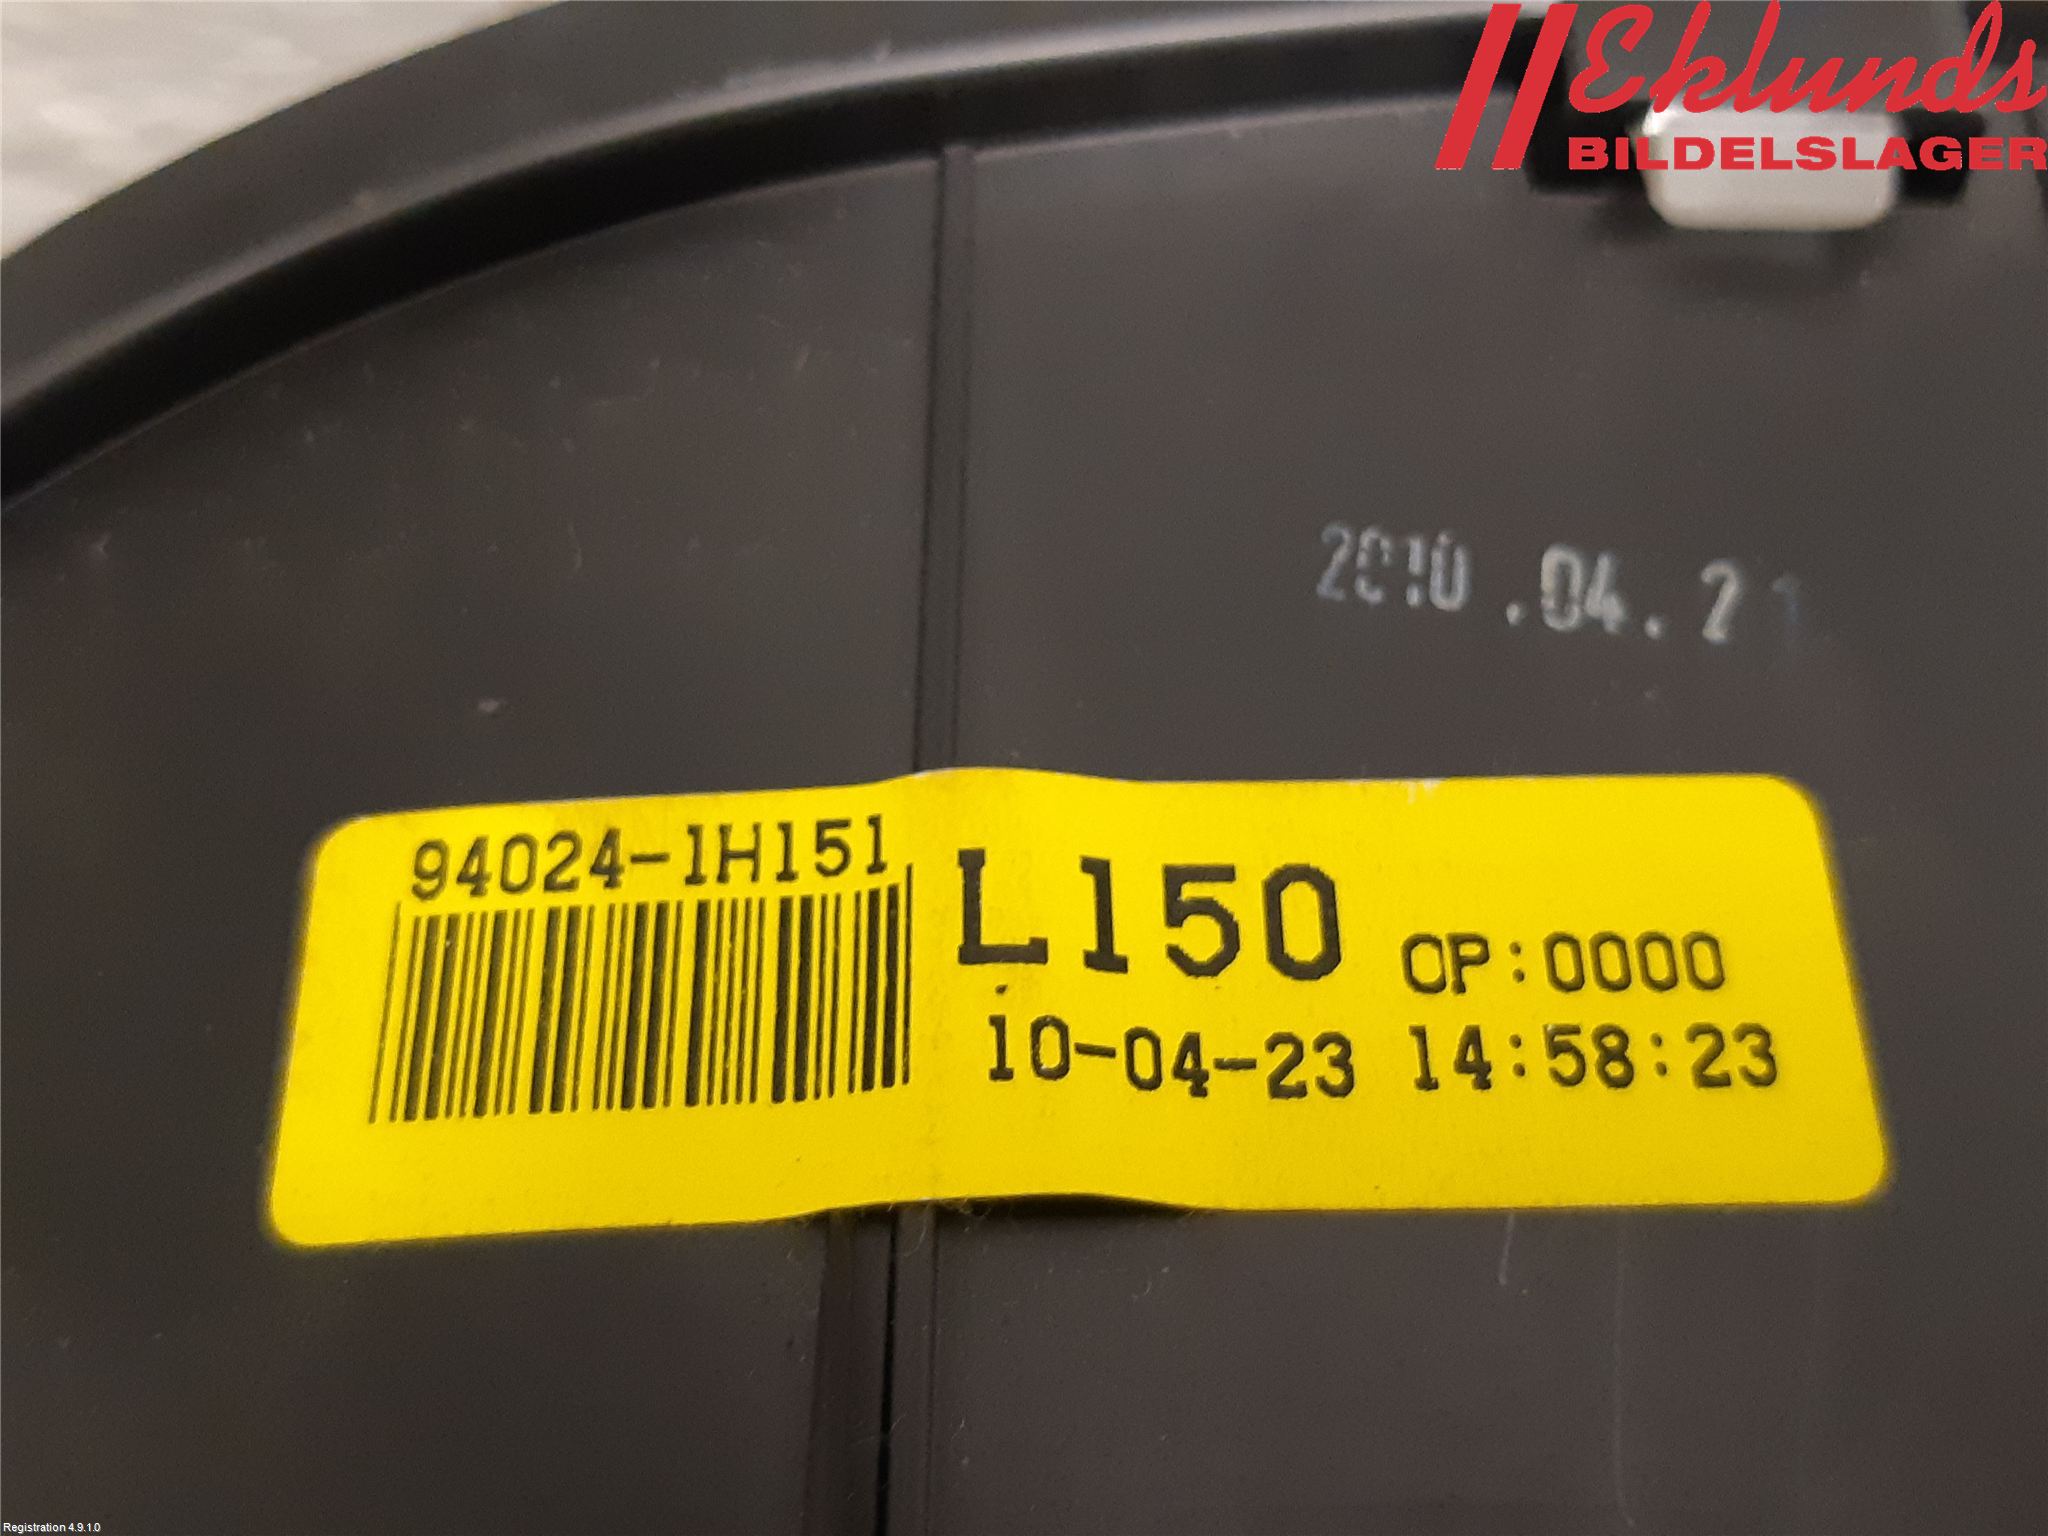 Eklunds
BILDELSLAGER
2010.04.21
94024-1H151
L150
OP:0000
10-04-23 14:58:23
Registration 4.9.1.0